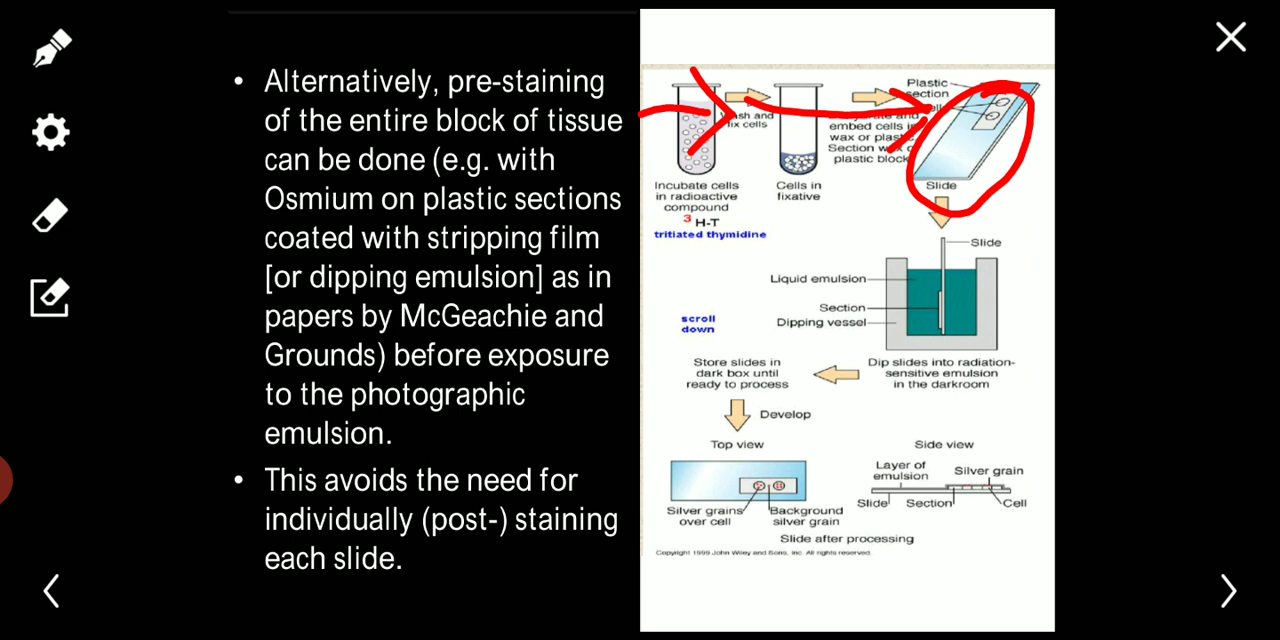 • Alternatively, pre-staining
of the entire block of tissue
can be done (e.g. with
Osmium on plastic sections
coated with stripping film
[or dipping emulsion] as in
papers by McGeachie and
Grounds) before exposure
to the photographic
emulsion.
• This avoids the need for
individually (post-) staining
each slide.
Plastic
section
Wash and
fix cells
and
embed cells in
wax or
Section
plastic block
Incubate cells
in radioactive
compound
3 H-T
tritiated thymidine
Cells in
fixative
Slide
Slide
Liquid emulsion
Section
Dipping vessel
scroll
down
Store slides in
dark box until
ready to process
Dip slides into radiation-
sensitive emulsion
in the darkroom
Develop
Top view
Side view
Layer of
emulsion
Silver grain
Silver grains
over cell
Background
silver grain
Slide
Section
Cell
Slide after processing
Copyright 1999 John Wiley and Sons, Inc. All rights reserved.